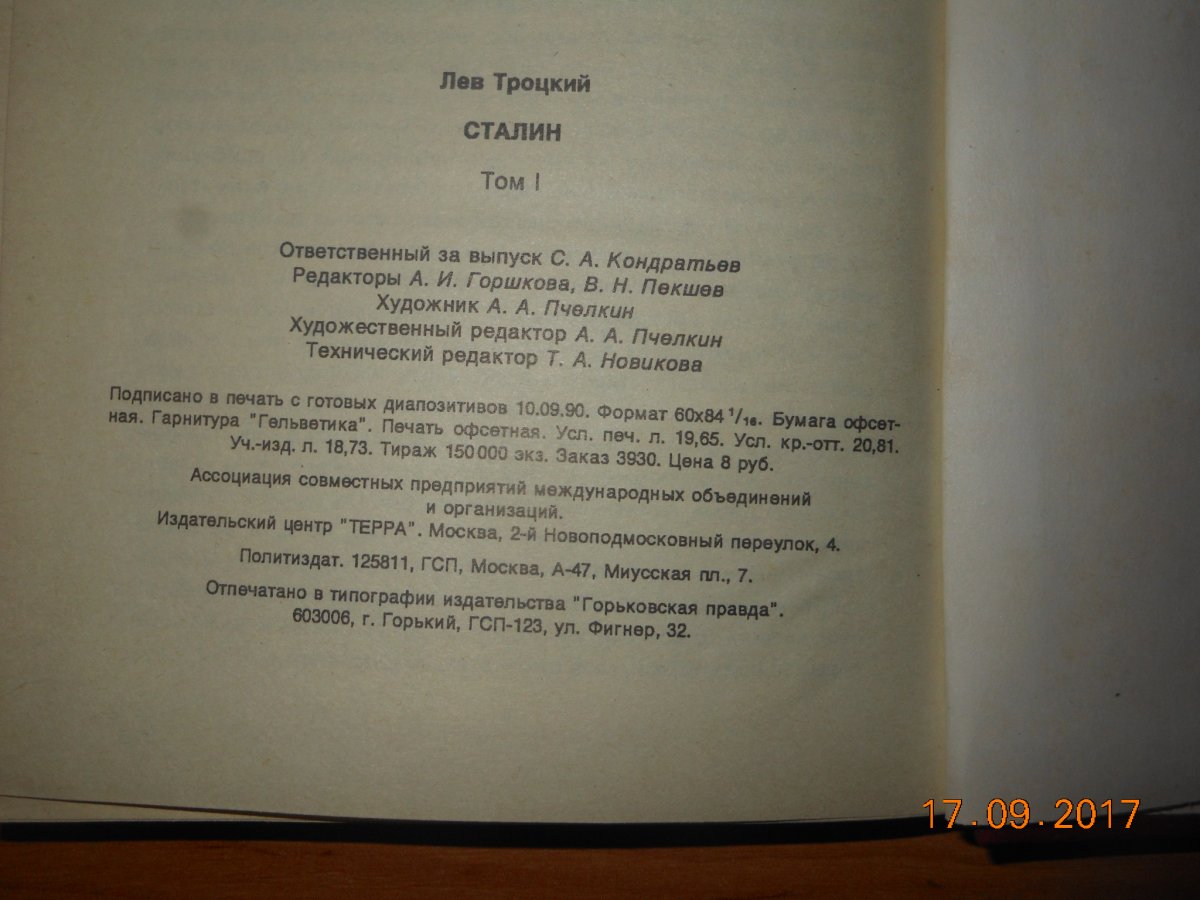 Лев Троцкий
СТАЛИН
Том I
Ответственный за выпуск С. А. Кондратьев
Редакторы А. И. Горшкова, В. Н. Пекшев
Художник А. А. Пчелкин
Художественный редактор А. А. Пчелкин
Технический редактор Т. А. Новикова
Подписано в печать с готовых диапозитивов 10.09.90. Формат 60х84 1/16. Бумага офсет-
ная. Гарнитура "Гельветика". Печать офсетная. Усл. печ. л. 19,65. Усл. кр.-отт. 20,81.
Уч.-изд. л. 18,73. Тираж 150 000 экз. Заказ 3930. Цена 8 руб.
Ассоциация совместных предприятий международных объединений
и организаций.
Издательский центр "ТЕРРА". Москва, 2-й Новоподмосковный переулок, 4.
Политиздат. 125811, ГСП, Москва, А-47, Миусская пл., 7.
Отпечатано в типографии издательства "Горьковская правда".
603006, г. Горький, ГСП-123, ул. Фигнер, 32.
17.09.2017